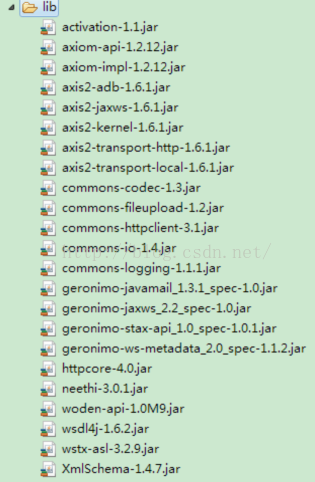 lib
activation-1.1.jar
axiom-api-1.2.12.jar
axiom-impl-1.2.12.jar
axis2-adb-1.6.1.jar
axis2-jaxws-1.6.1.jar
axis2-kernel-1.6.1.jar
axis2-transport-http-1.6.1.jar
axis2-transport-local-1.6.1.jar
commons-codec-1.3.jar
commons-fileupload-1.2.jar
commons-httpclient-3.1.jar
commons-io-1.4.jar
http://blog.csdn.net/
commons-logging-1.1.1.jar
geronimo-javamail_1.3.1_spec-1.0.jar
geronimo-jaxws_2.2_spec-1.0.jar
geronimo-stax-api_1.0_spec-1.0.1.jar
geronimo-ws-metadata_2.0_spec-1.1.2.jar
httpcore-4.0.jar
neethi-3.0.1.jar
woden-api-1.0M9.jar
wsdl4j-1.6.2.jar
wstx-asl-3.2.9.jar
XmlSchema-1.4.7.jar